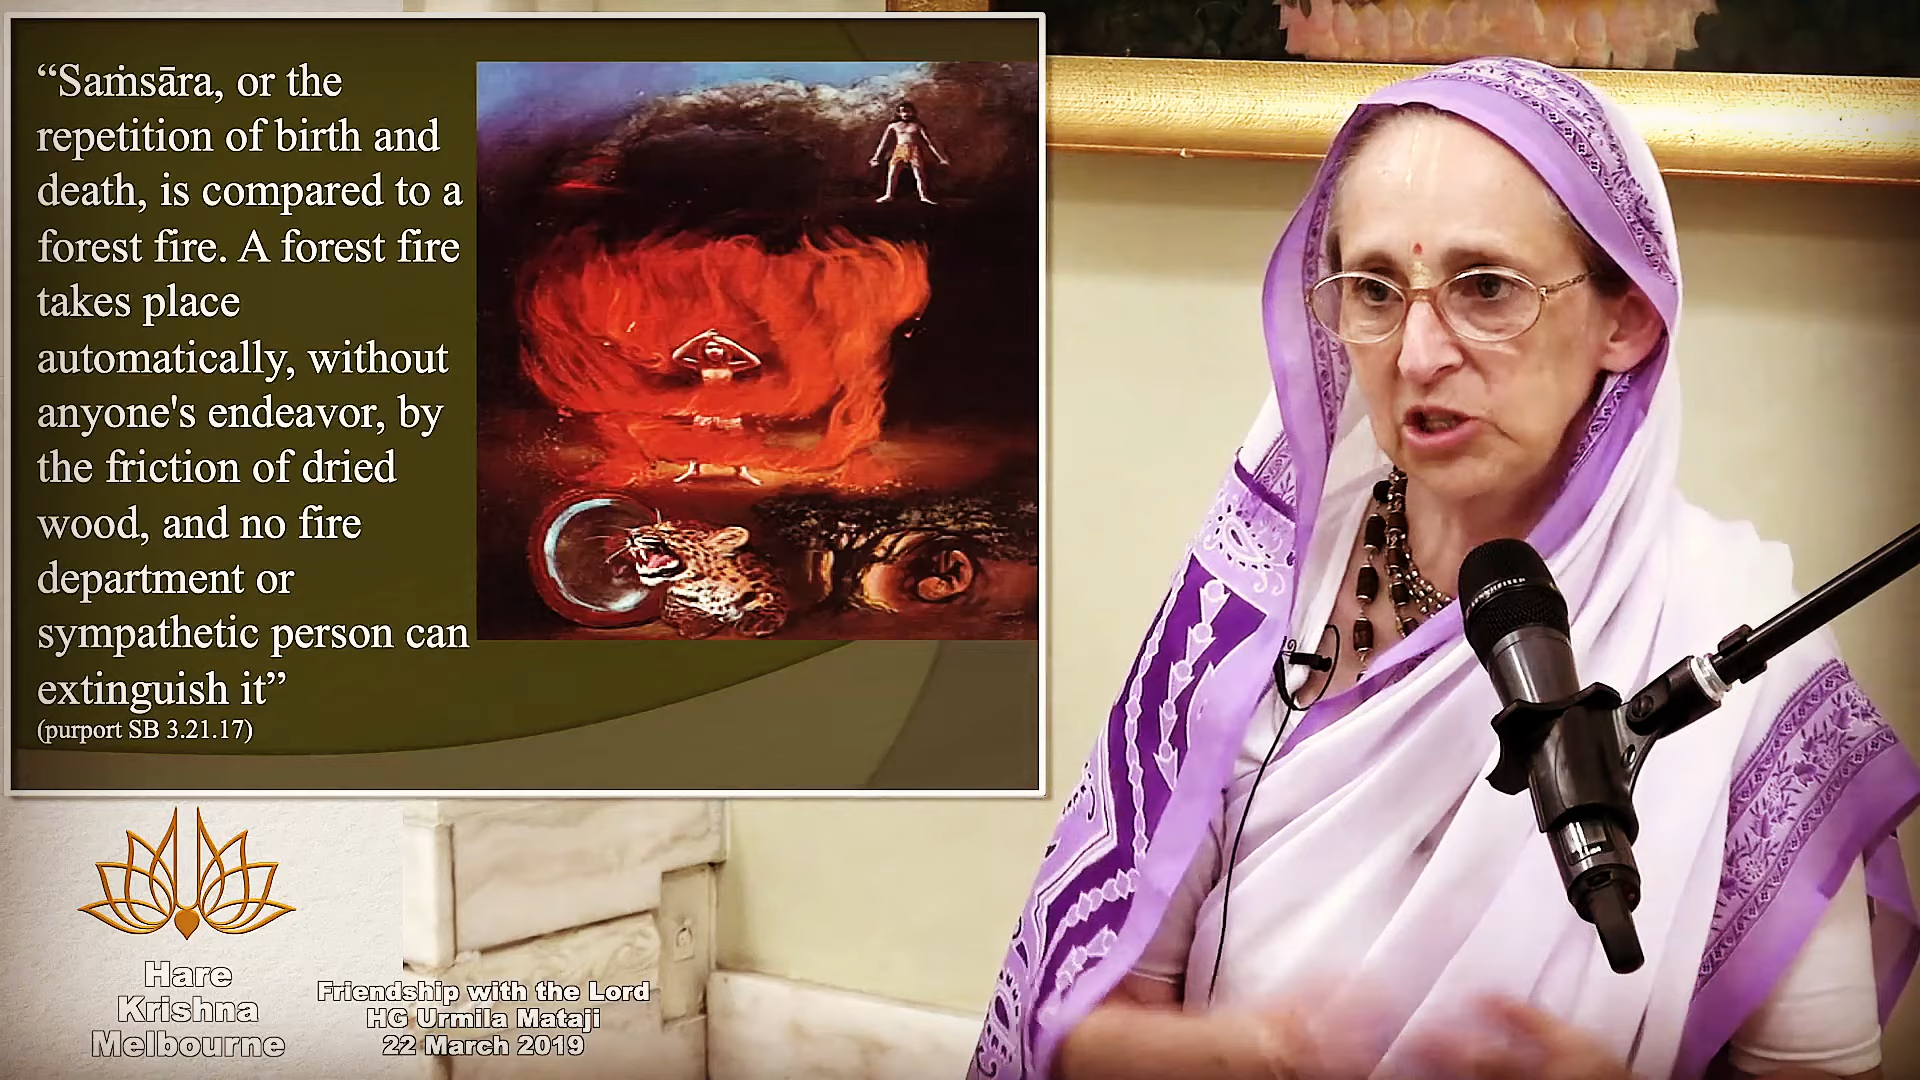 “Saṁsāra, or the
repetition of birth and
death, is compared to a
forest fire. A forest fire
takes place
automatically, without
anyone's endeavor, by
the friction of dried
wood, and no fire
department or
sympathetic person can
extinguish it”
(purport SB 3.21.17)
Hare
Krishna
Melbourne
Friendship with the Lord
HG Urmila Mataji
22 March 2019